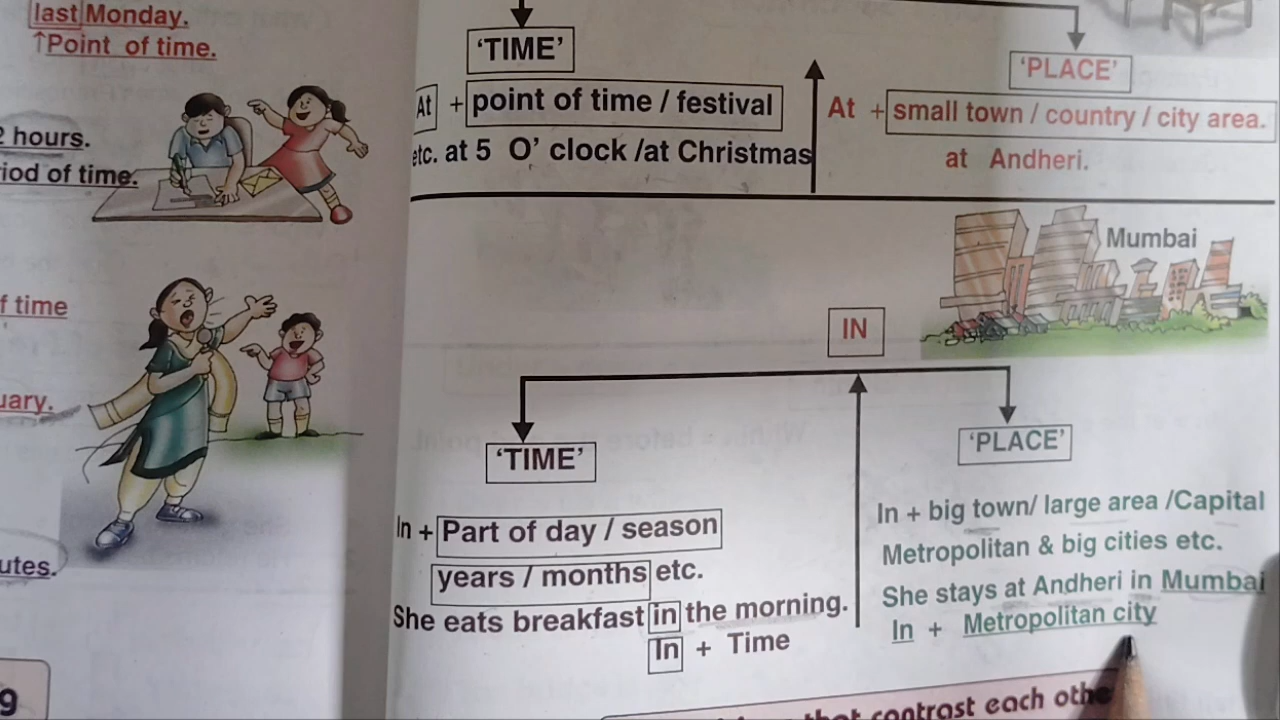 last Monday.
↑Point of time.
2 hours.
iod of time.
f time
uary.
utes.
9
'TIME'
At + point of time / festival
etc. at 5 O' clock /at Christmas
'PLACE'
At + small town / country / city area.
at Andheri.
Mumbai
IN
'TIME'
In + Part of day / season
years / months etc.
She eats breakfast in the morning.
In + Time
'PLACE'
In + big town/ large area /Capital
Metropolitan & big cities etc.
She stays at Andheri in Mumbai
In + Metropolitan city
that contrast each othe